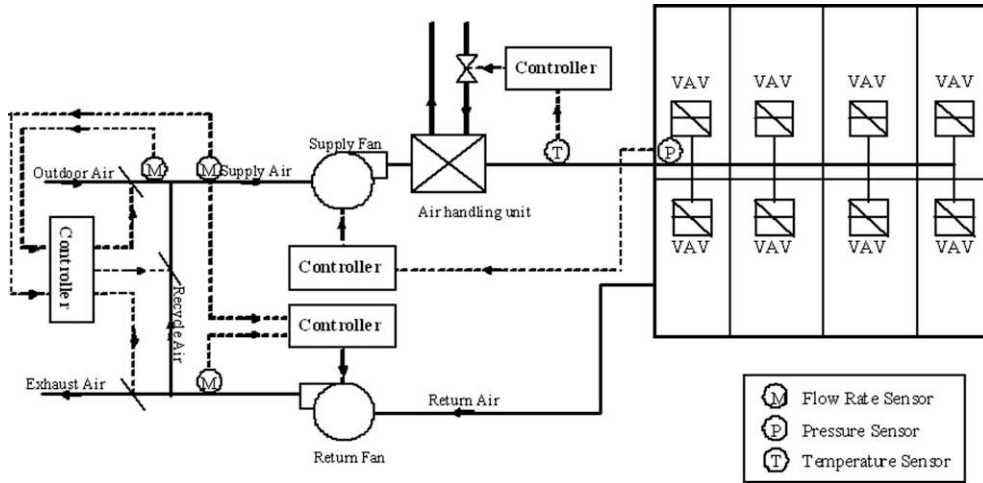 Controller
VAV
VAV
VAV
VAV
Supply Fan
T
P
M
M
Outdoor Air
Supply Air
Air handling unit
VAV
VAV
VAV
VAV
Controller
Controller
Recycle Air
Controller
M
Exhaust Air
Return Air
Return Fan
M Flow Rate Sensor
P Pressure Sensor
T Temperature Sensor